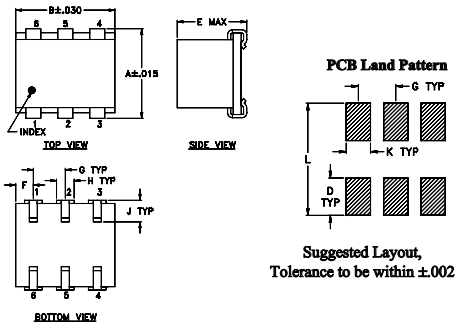 B±.030
6 5 4
A±.015
INDEX
1 2 3
TOP VIEW
E MAX
SIDE VIEW
PCB Land Pattern
G TYP
K TYP
L
D
TYP
Suggested Layout,
Tolerance to be within ±.002
G TYP
H TYP
F
1 2 3
J TYP
6 5 4
BOTTOM VIEW